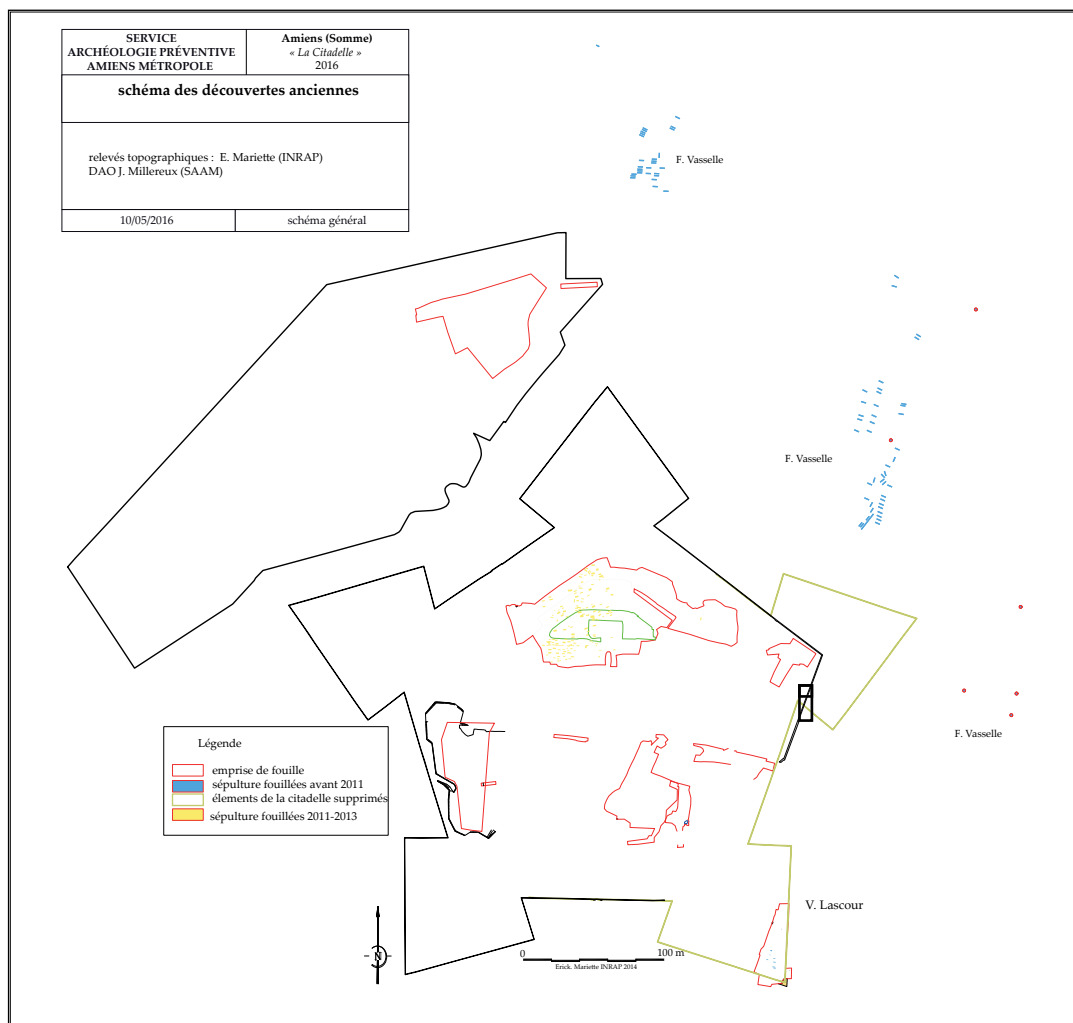 SERVICE
ARCHÉOLOGIE PRÉVENTIVE
AMIENS MÉTROPOLE
Amiens (Somme)
« La Citadelle »
2016
schéma des découvertes anciennes
relevés topographiques : E. Mariette (INRAP)
DAO J. Millereux (SAAM)
10/05/2016
schéma général
F. Vasselle
F. Vasselle
F. Vasselle
Légende
emprise de fouille
sépulture fouillées avant 2011
élements de la citadelle supprimés
sépulture fouillées 2011-2013
V. Lascour
N
0
100 m
Erick. Mariette INRAP 2014